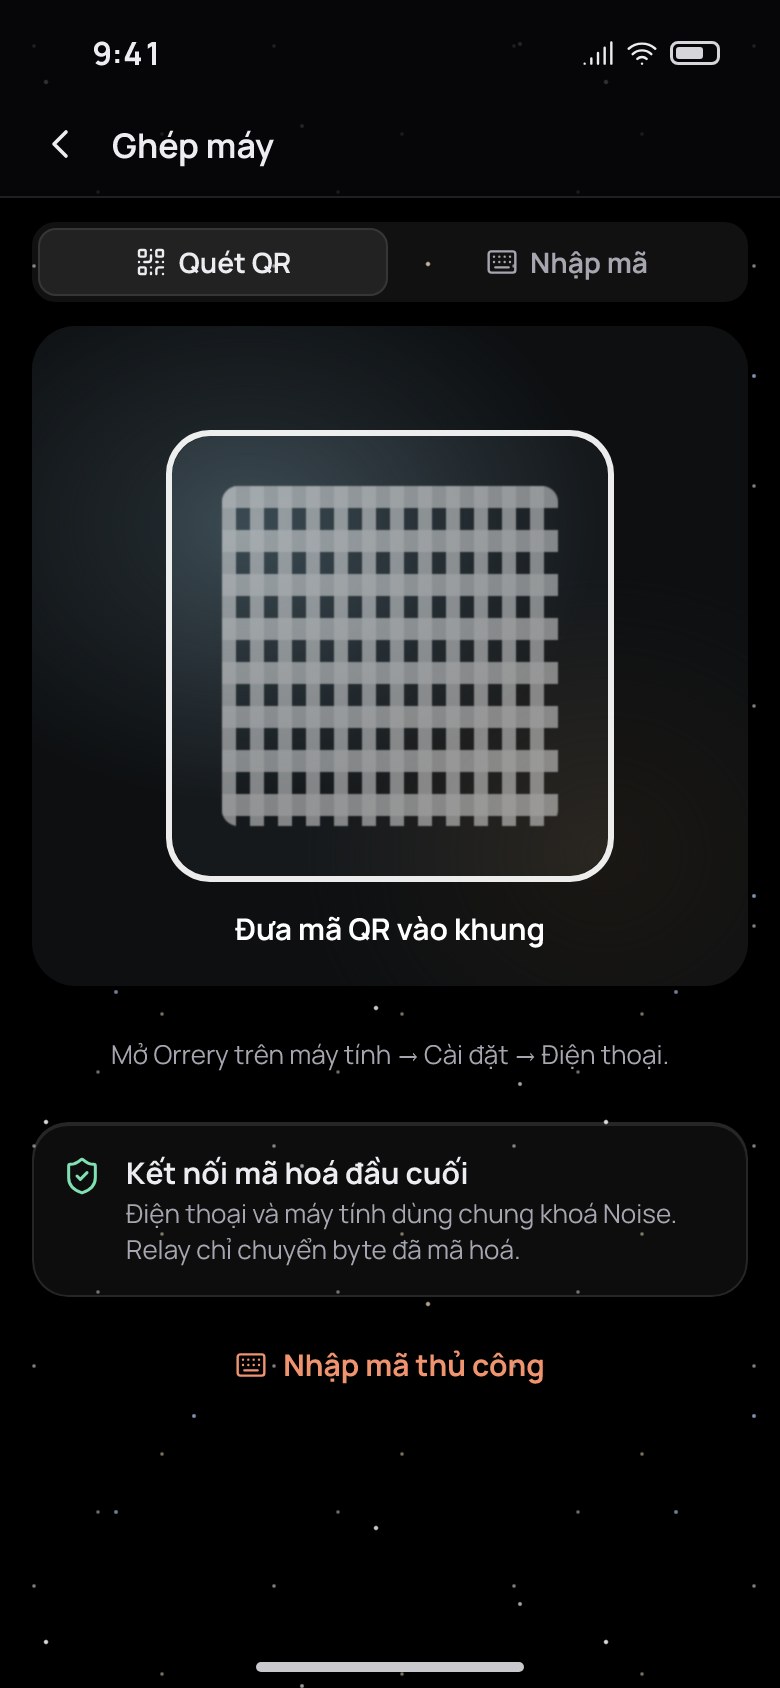 9:41
Ghép máy
Quét QR
Nhập mã
Đưa mã QR vào khung
Mở Orrery trên máy tính → Cài đặt → Điện thoại.
Kết nối mã hoá đầu cuối
Điện thoại và máy tính dùng chung khoá Noise.
Relay chỉ chuyển byte đã mã hoá.
Nhập mã thủ công